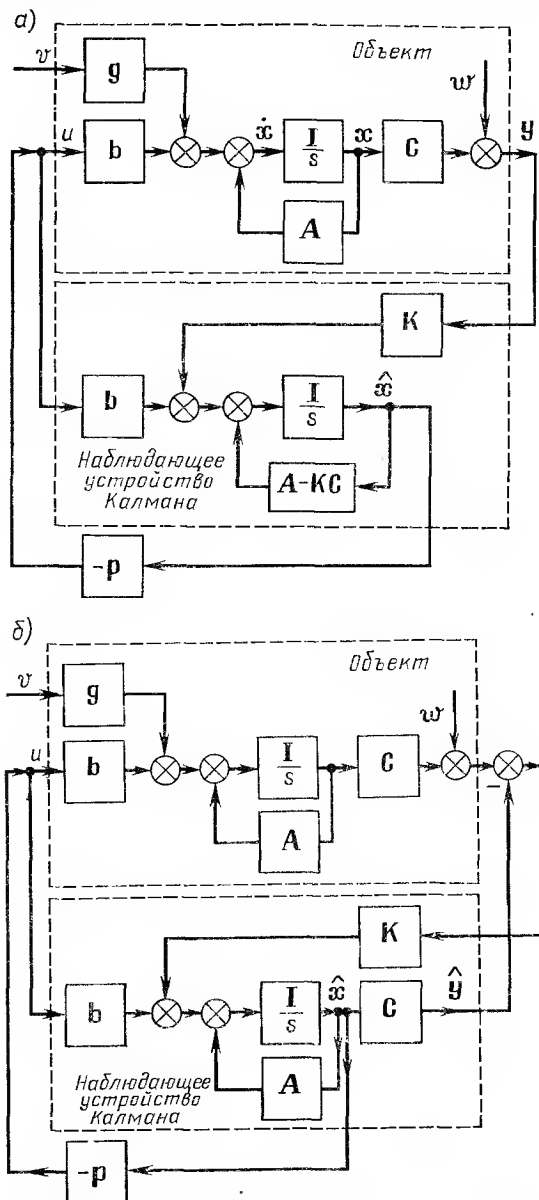 а)
Объект
v
g
w
u
b
ẋ
I/s
x
C
y
A
K
b
I/s
x̂
Наблюдающее
устройство
Калмана
A-KC
-p
б)
Объект
v
g
w
u
b
I/s
C
-
A
K
b
I/s
x̂
C
ŷ
A
Наблюдающее
устройство
Калмана
-p